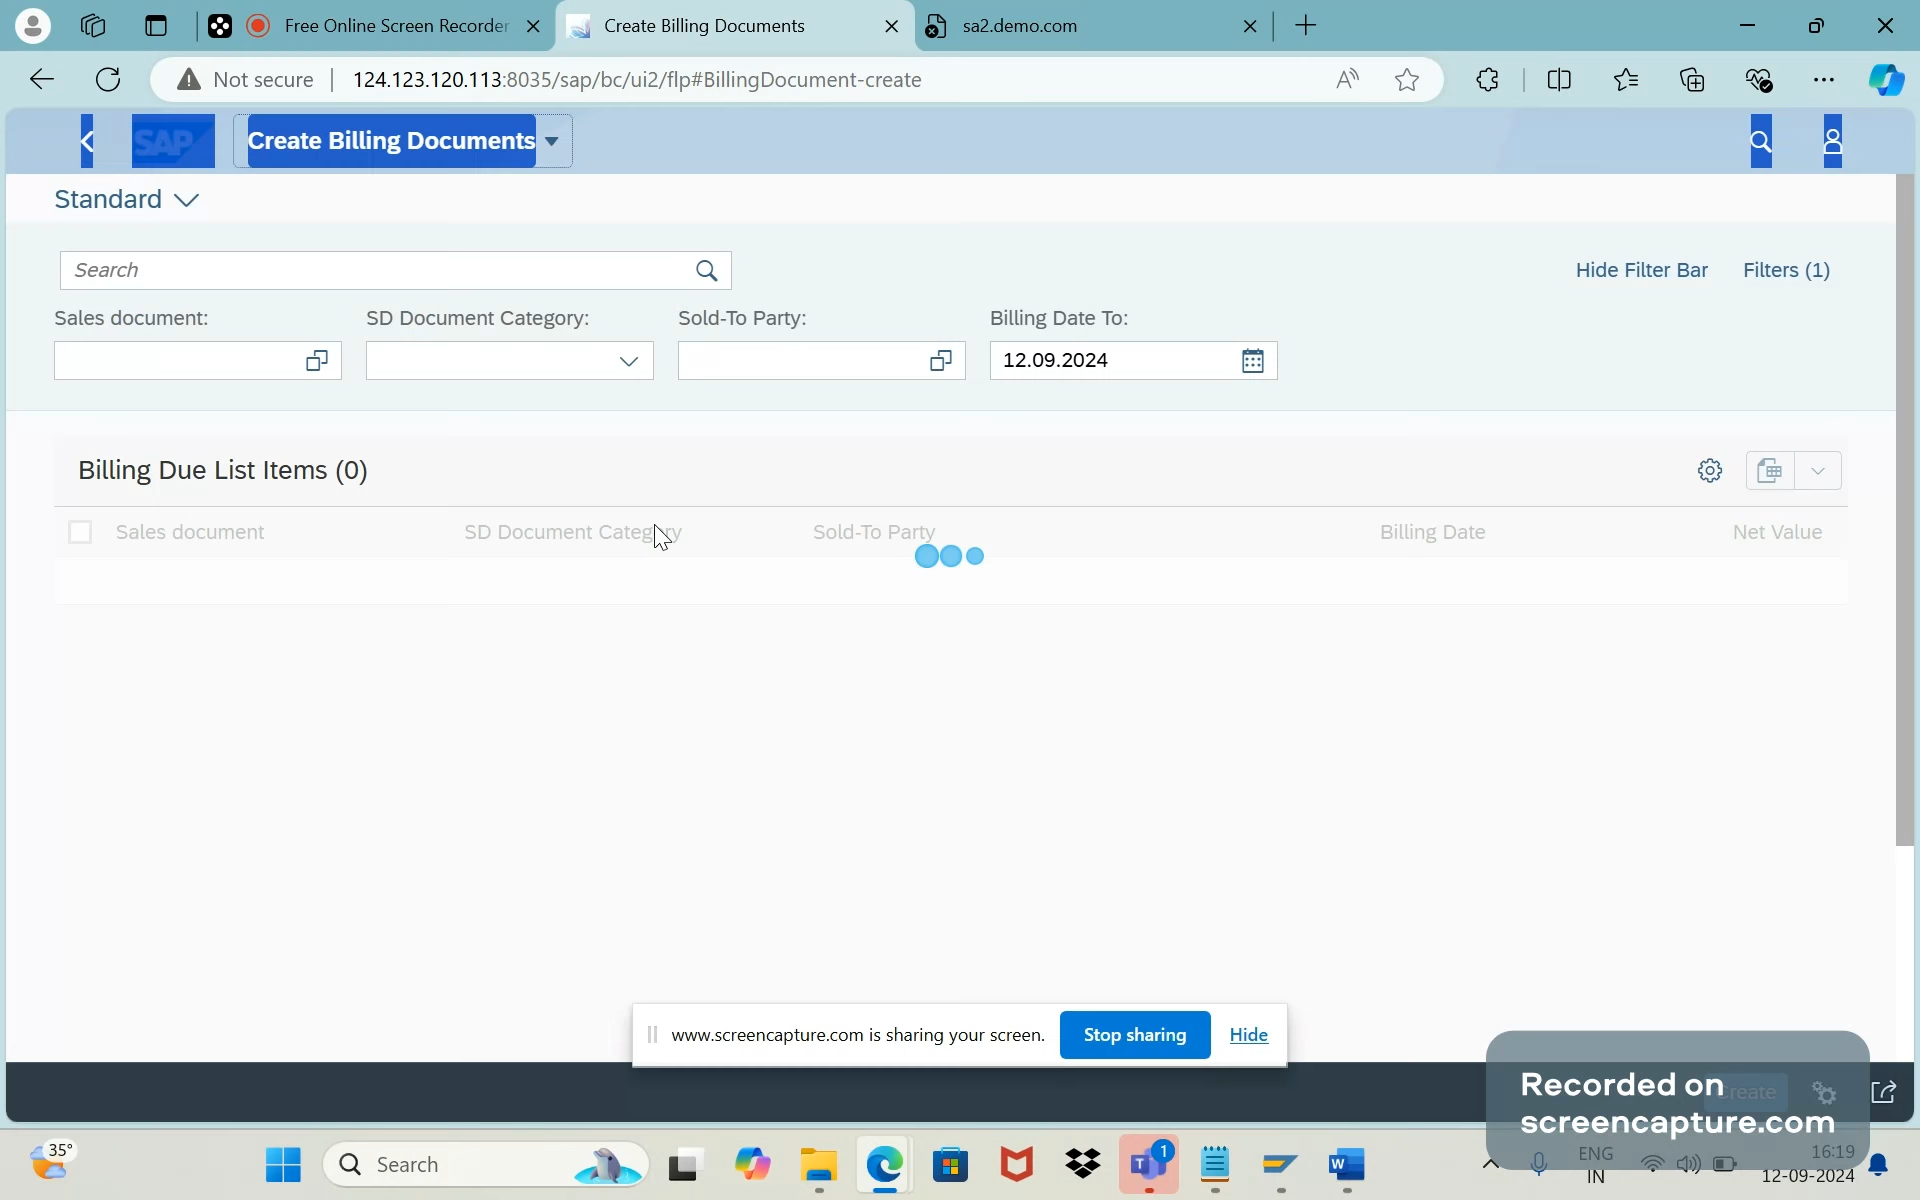 Free Online Screen Recorder
Create Billing Documents
sa2.demo.com
Not secure
124.123.120.113:8035/sap/bc/ui2/flp#BillingDocument-create
SAP
Create Billing Documents
Standard
Search
Hide Filter Bar
Filters (1)
Sales document:
SD Document Category:
Sold-To Party:
Billing Date To:
12.09.2024
Billing Due List Items (0)
Sales document
SD Document Category
Sold-To Party
Billing Date
Net Value
www.screencapture.com is sharing your screen.
Stop sharing
Hide
Create
Recorded on
screencapture.com
35°
Search
1
ENG
IN
16:19
12-09-2024